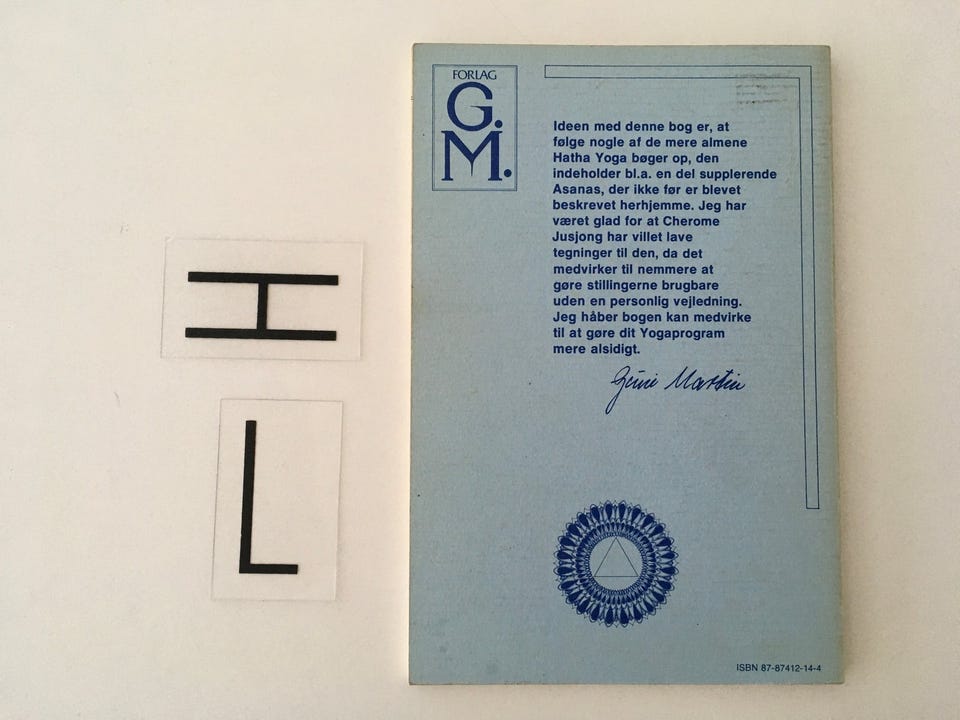 H
L
FORLAG
G.
M.
Ideen med denne bog er, at
følge nogle af de mere almene
Hatha Yoga bøger op, den
indeholder bl.a. en del supplerende
Asanas, der ikke før er blevet
beskrevet herhjemme. Jeg har
været glad for at Cherome
Jusjong har villet lave
tegninger til den, da det
medvirker til nemmere at
gøre stillingerne brugbare
uden en personlig vejledning.
Jeg håber bogen kan medvirke
til at gøre dit Yogaprogram
mere alsidigt.
Martin
ISBN 87-87412-14-4